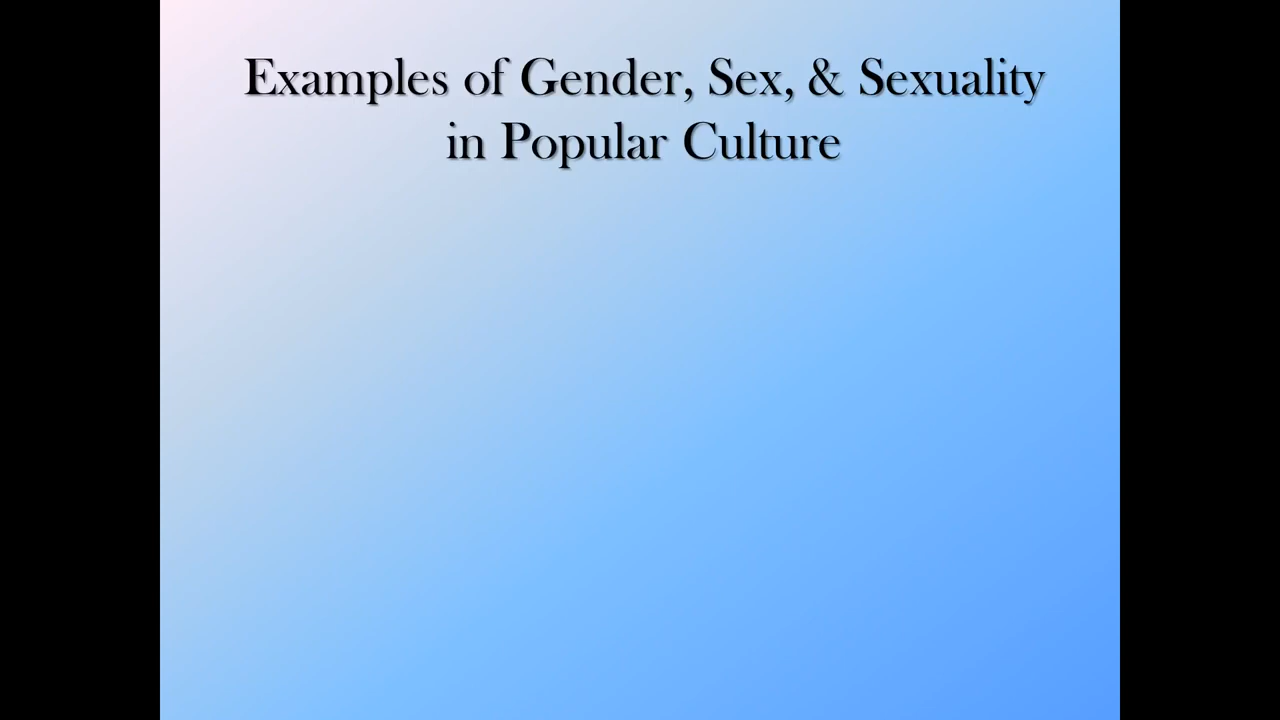 Examples of Gender, Sex, & Sexuality
in Popular Culture